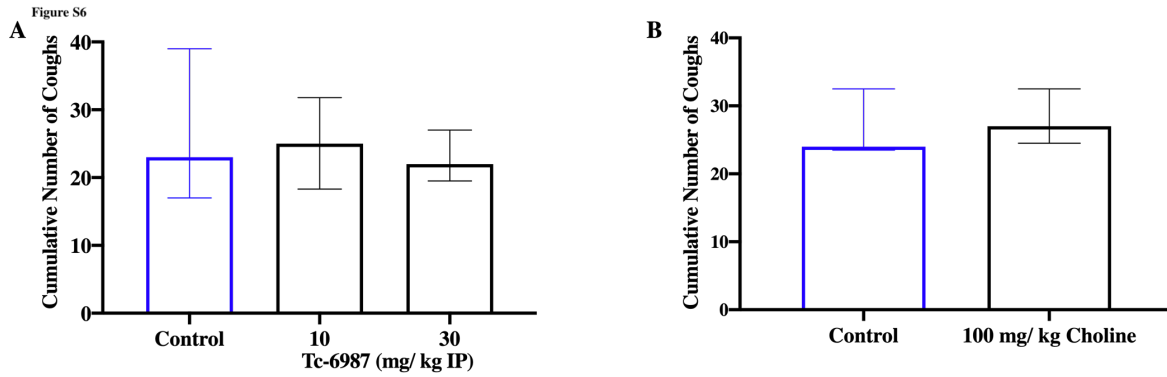 Figure S6
A
Cumulative Number of Coughs
40
30
20
10
0
Control
10
30
Tc-6987 (mg/ kg IP)
B
Cumulative Number of Coughs
40
30
20
10
0
Control
100 mg/ kg Choline